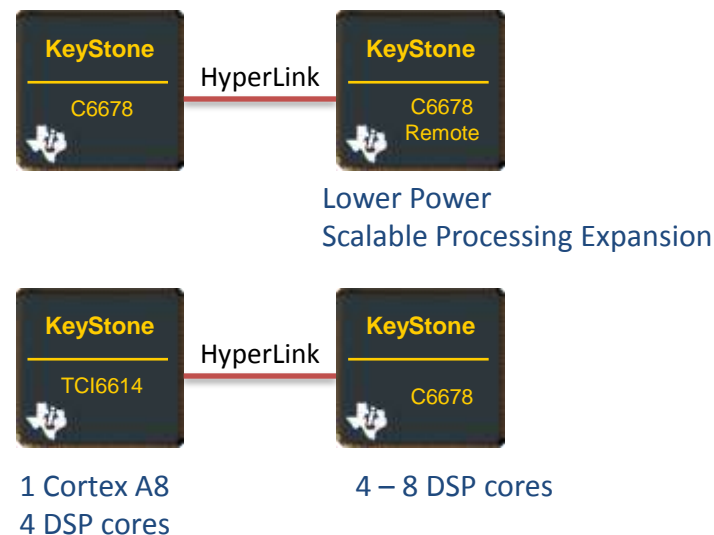 KeyStone
C6678
HyperLink
KeyStone
C6678
Remote
Lower Power
Scalable Processing Expansion
KeyStone
TCI6614
HyperLink
KeyStone
C6678
1 Cortex A8
4 DSP cores
4 – 8 DSP cores